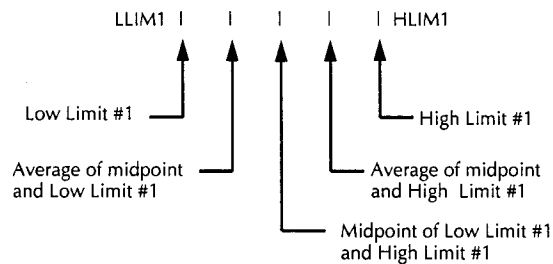 LLIM1 | | | | | HLIM1
Low Limit #1
High Limit #1
Average of midpoint
and Low Limit #1
Average of midpoint
and High Limit #1
Midpoint of Low Limit #1
and High Limit #1